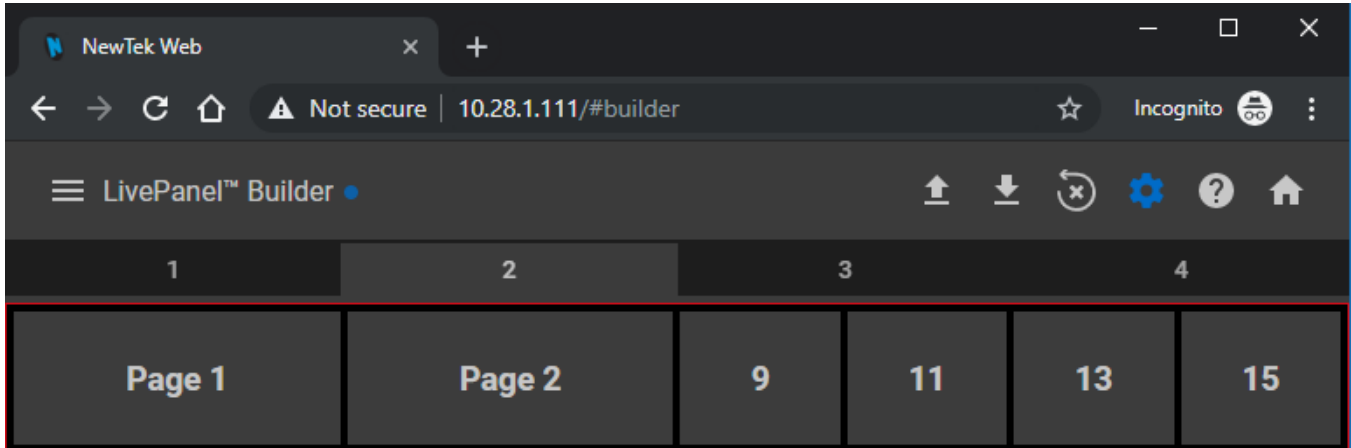 NewTek Web
Not secure 10.28.1.111/#builder Incognito
LivePanel™ Builder
1 2 3 4
Page 1 Page 2 9 11 13 15